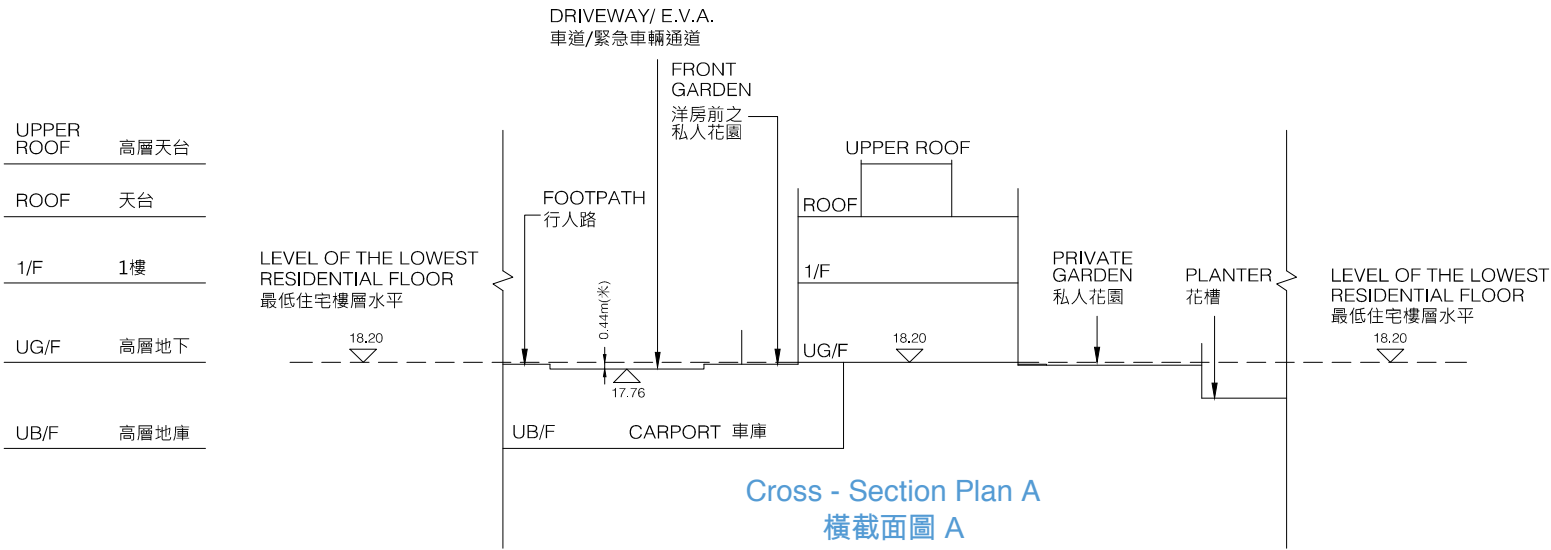 DRIVEWAY/ E.V.A.
車道/緊急車輛通道
FRONT
GARDEN
洋房前之
私人花園
UPPER
ROOF 高層天台
ROOF 天台
1/F 1樓
UG/F 高層地下
UB/F 高層地庫
LEVEL OF THE LOWEST
RESIDENTIAL FLOOR
最低住宅樓層水平
18.20
FOOTPATH
行人路
0.44m(米)
17.76
UPPER ROOF
ROOF
1/F
UG/F
18.20
UB/F CARPORT 車庫
PRIVATE
GARDEN
私人花園
PLANTER
花槽
LEVEL OF THE LOWEST
RESIDENTIAL FLOOR
最低住宅樓層水平
18.20
Cross - Section Plan A
橫截面圖 A